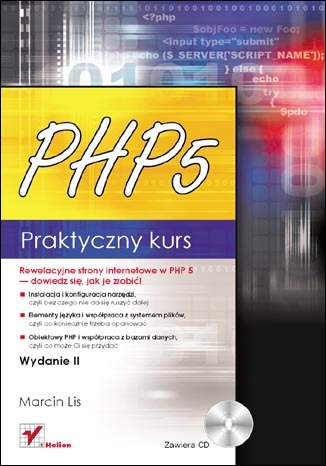 <?php
$objFoo = new Foo;
<input type="submit"
echo ($_SERVER['SCRIPT_NAME']);
} else {
echo
try
{
$pdo
PHP5
Praktyczny kurs
Rewelacyjne strony internetowe w PHP 5
— dowiedz się, jak je zrobić!
Instalacja i konfiguracja narzędzi,
czyli bez czego nie da się ruszyć dalej
Elementy języka i współpraca z systemem plików,
czyli co koniecznie trzeba opanować
Obiektowy PHP i współpraca z bazami danych,
czyli co może Ci się przydać
Wydanie II
Marcin Lis
Helion
Zawiera CD